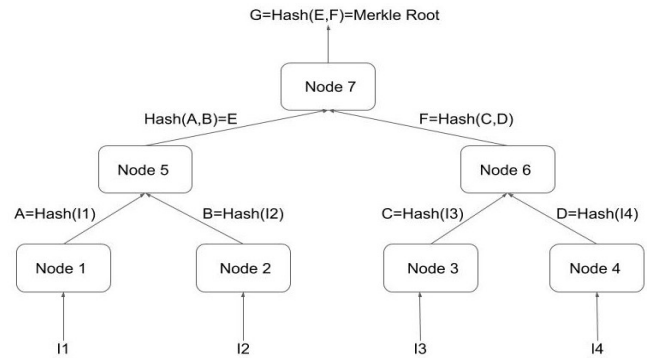 G=Hash(E,F)=Merkle Root
Node 7
Hash(A,B)=E
F=Hash(C,D)
Node 5
Node 6
A=Hash(I1)
B=Hash(I2)
C=Hash(I3)
D=Hash(I4)
Node 1
Node 2
Node 3
Node 4
I1
I2
I3
I4